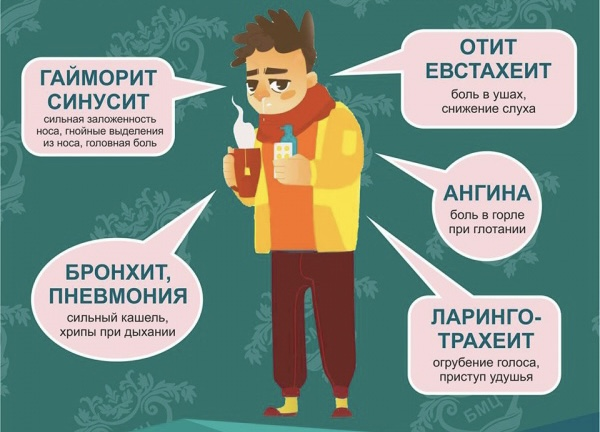 ГАЙМОРИТ
СИНУСИТ
сильная заложенность
носа, гнойные выделения
из носа, головная боль
ОТИТ
ЕВСТАХЕИТ
боль в ушах,
снижение слуха
АНГИНА
боль в горле
при глотании
БРОНХИТ,
ПНЕВМОНИЯ
сильный кашель,
хрипы при дыхании
ЛАРИНГО-
ТРАХЕИТ
огрубение голоса,
приступ удушья
БМЦ